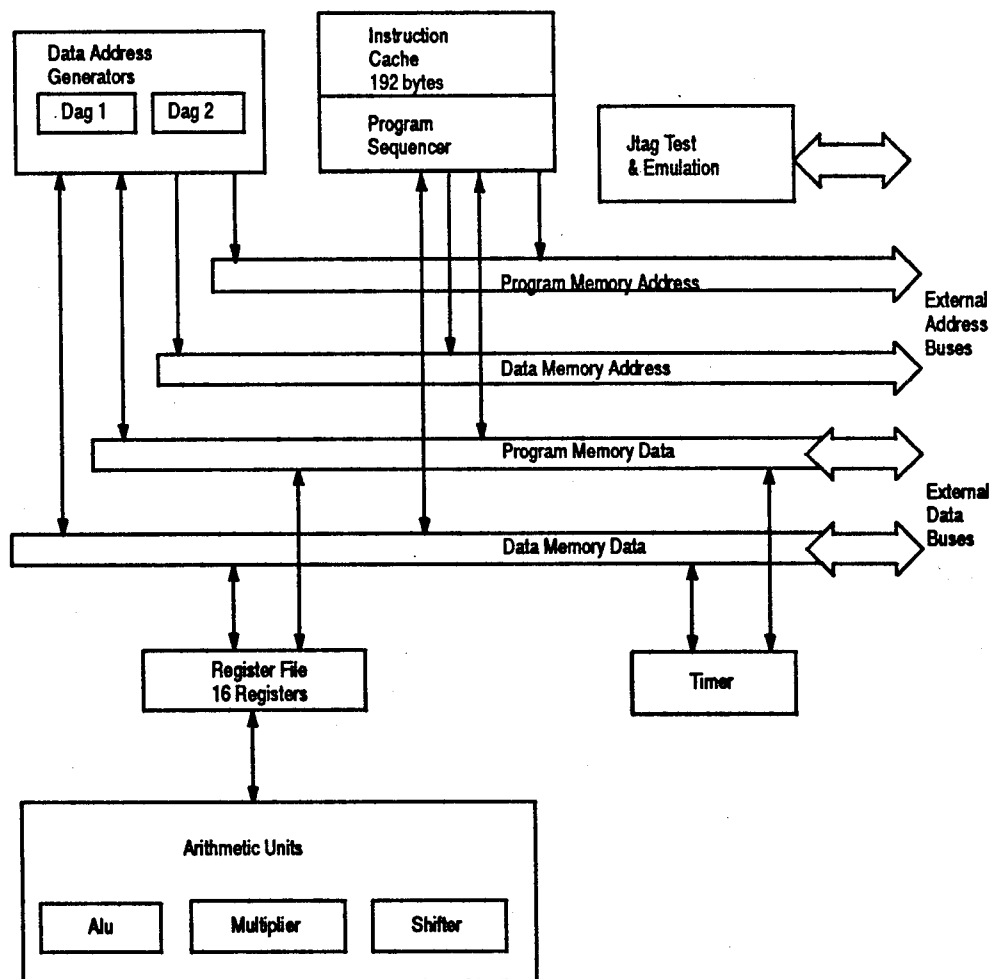 Data Address
Generators
Dag 1
Dag 2
Instruction
Cache
192 bytes
Program
Sequencer
Jtag Test
& Emulation
Program Memory Address
External
Address
Buses
Data Memory Address
Program Memory Data
External
Data
Buses
Data Memory Data
Register File
16 Registers
Timer
Arithmetic Units
Alu
Multiplier
Shifter